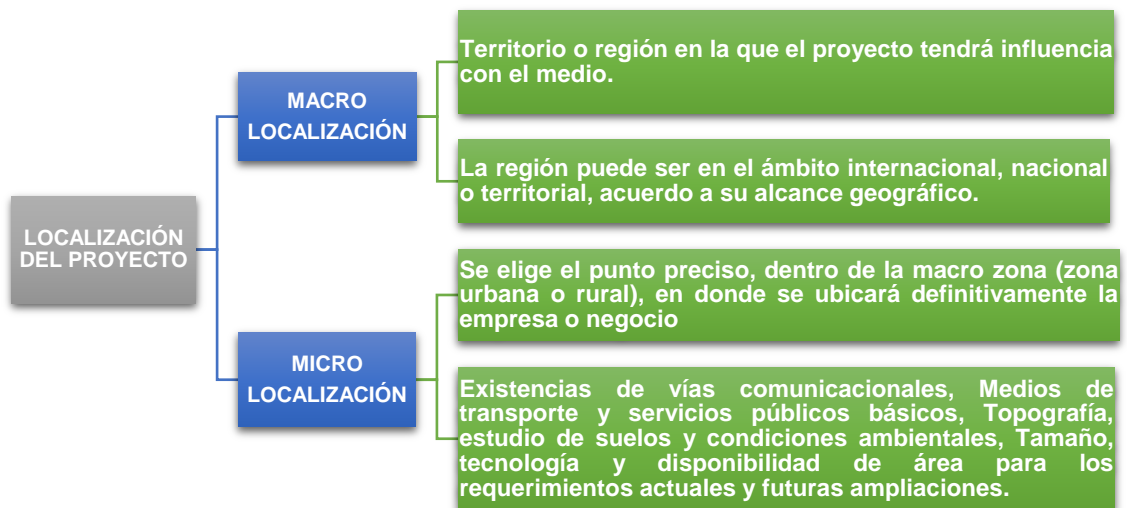 LOCALIZACIÓN
DEL PROYECTO
MACRO
LOCALIZACIÓN
Territorio o región en la que el proyecto tendrá influencia
con el medio.
La región puede ser en el ámbito internacional, nacional
o territorial, acuerdo a su alcance geográfico.
MICRO
LOCALIZACIÓN
Se elige el punto preciso, dentro de la macro zona (zona
urbana o rural), en donde se ubicará definitivamente la
empresa o negocio
Existencias de vías comunicacionales, Medios de
transporte y servicios públicos básicos, Topografía,
estudio de suelos y condiciones ambientales, Tamaño,
tecnología y disponibilidad de área para los
requerimientos actuales y futuras ampliaciones.